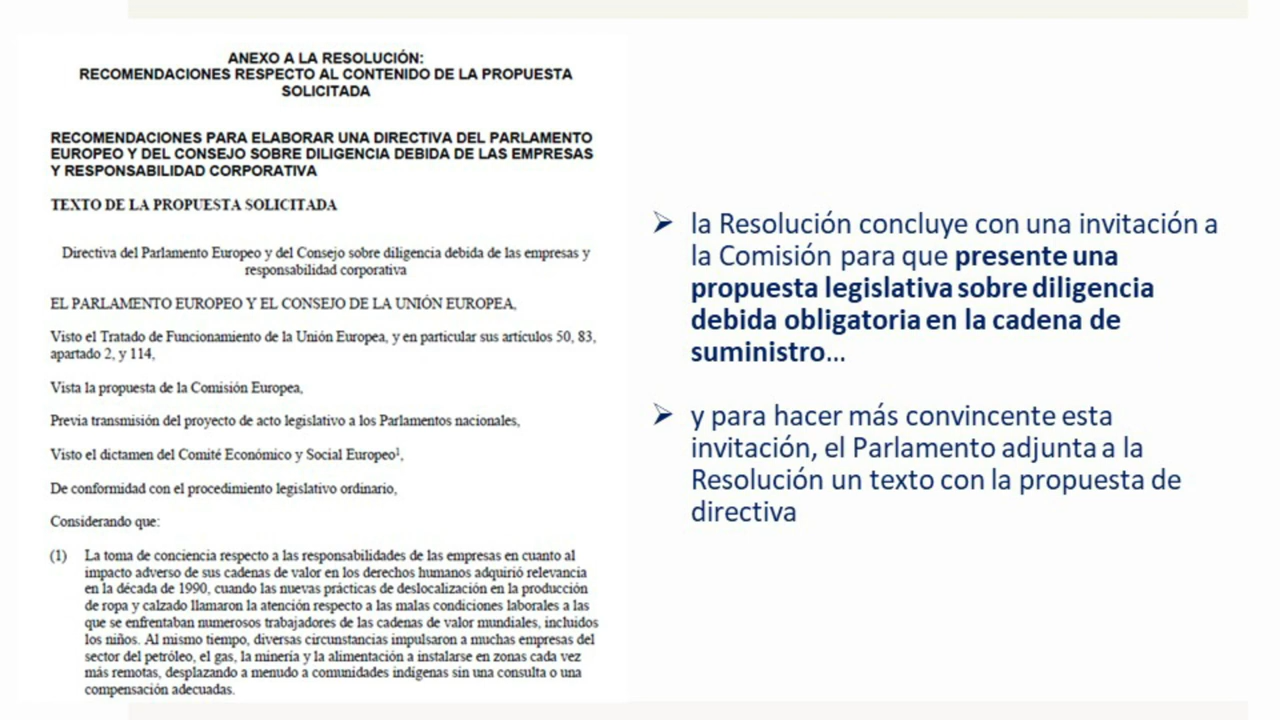 ANEXO A LA RESOLUCIÓN:
RECOMENDACIONES RESPECTO AL CONTENIDO DE LA PROPUESTA
SOLICITADA
RECOMENDACIONES PARA ELABORAR UNA DIRECTIVA DEL PARLAMENTO
EUROPEO Y DEL CONSEJO SOBRE DILIGENCIA DEBIDA DE LAS EMPRESAS
Y RESPONSABILIDAD CORPORATIVA
TEXTO DE LA PROPUESTA SOLICITADA
Directiva del Parlamento Europeo y del Consejo sobre diligencia debida de las empresas y
responsabilidad corporativa
EL PARLAMENTO EUROPEO Y EL CONSEJO DE LA UNIÓN EUROPEA,
Visto el Tratado de Funcionamiento de la Unión Europea, y en particular sus artículos 50, 83,
apartado 2, y 114,
Vista la propuesta de la Comisión Europea,
Previa transmisión del proyecto de acto legislativo a los Parlamentos nacionales,
Visto el dictamen del Comité Económico y Social Europeo¹,
De conformidad con el procedimiento legislativo ordinario,
Considerando que:
(1) La toma de conciencia respecto a las responsabilidades de las empresas en cuanto al
impacto adverso de sus cadenas de valor en los derechos humanos adquirió relevancia
en la década de 1990, cuando las nuevas prácticas de deslocalización en la producción
de ropa y calzado llamaron la atención respecto a las malas condiciones laborales a las
que se enfrentaban numerosos trabajadores de las cadenas de valor mundiales, incluidos
los niños. Al mismo tiempo, diversas circunstancias impulsaron a muchas empresas del
sector del petróleo, el gas, la minería y la alimentación a instalarse en zonas cada vez
más remotas, desplazando a menudo a comunidades indígenas sin una consulta o una
compensación adecuadas.
➢ la Resolución concluye con una invitación a
la Comisión para que presente una
propuesta legislativa sobre diligencia
debida obligatoria en la cadena de
suministro...
➢ y para hacer más convincente esta
invitación, el Parlamento adjunta a la
Resolución un texto con la propuesta de
directiva